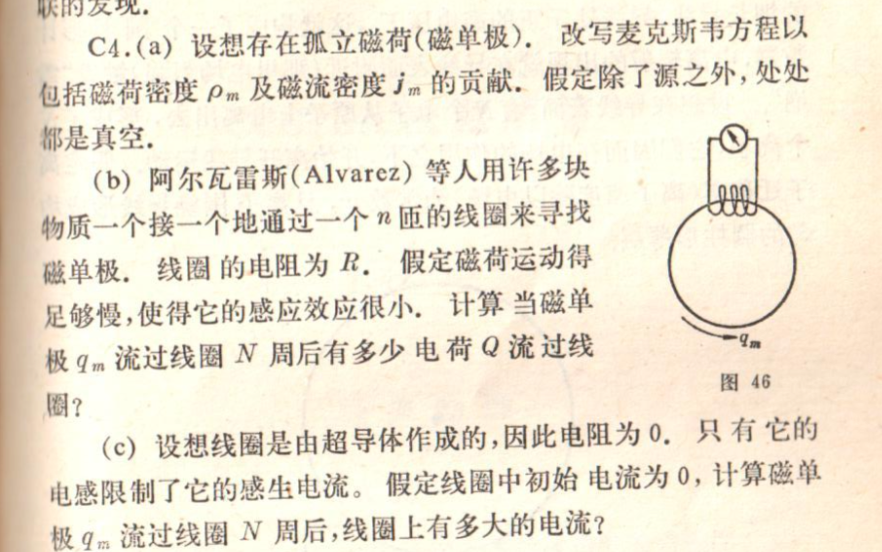 联的发现.
C4.(a) 设想存在孤立磁荷(磁单极). 改写麦克斯韦方程以
包括磁荷密度 ρm 及磁流密度 jm 的贡献. 假定除了源之外, 处处
都是真空.
(b) 阿尔瓦雷斯(Alvarez) 等人用许多块
物质一个接一个地通过一个 n 匝的线圈来寻找
磁单极. 线圈的电阻为 R. 假定磁荷运动得
足够慢,使得它的感应效应很小. 计算当磁单
极 qm 流过线圈 N 周后有多少电荷 Q 流过线
圈?
qm
图 46
(c) 设想线圈是由超导体作成的,因此电阻为 0. 只有它的
电感限制了它的感生电流。 假定线圈中初始电流为 0, 计算磁单
极 qm 流过线圈 N 周后,线圈上有多大的电流?